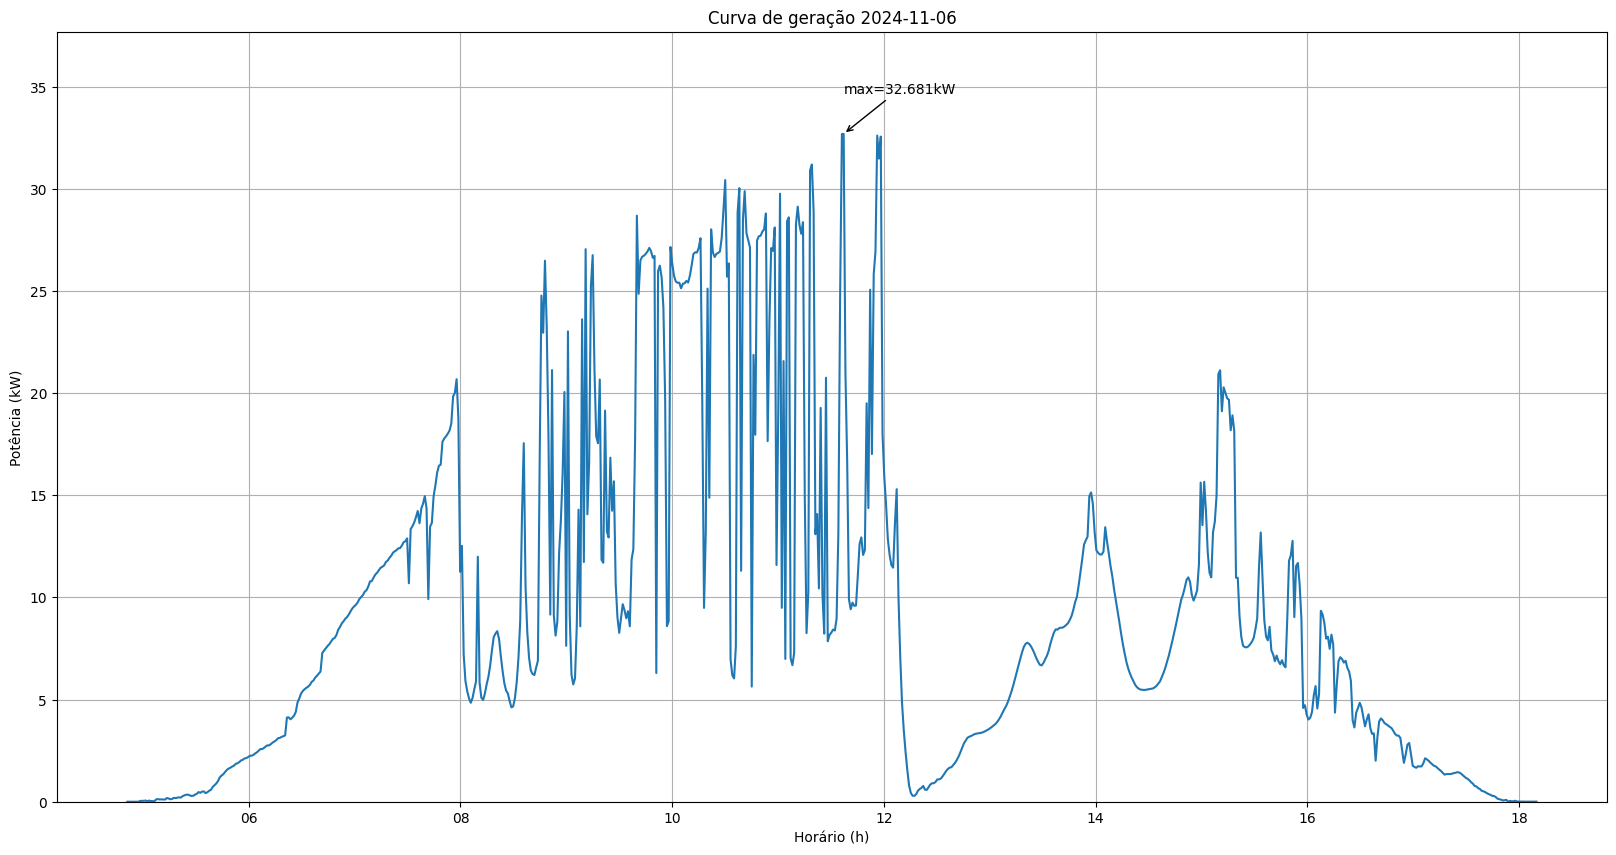 Curva de geração 2024-11-06
Potência (kW)
35
30
25
20
15
10
5
0
max=32.681kW
06 08 10 12 14 16 18
Horário (h)